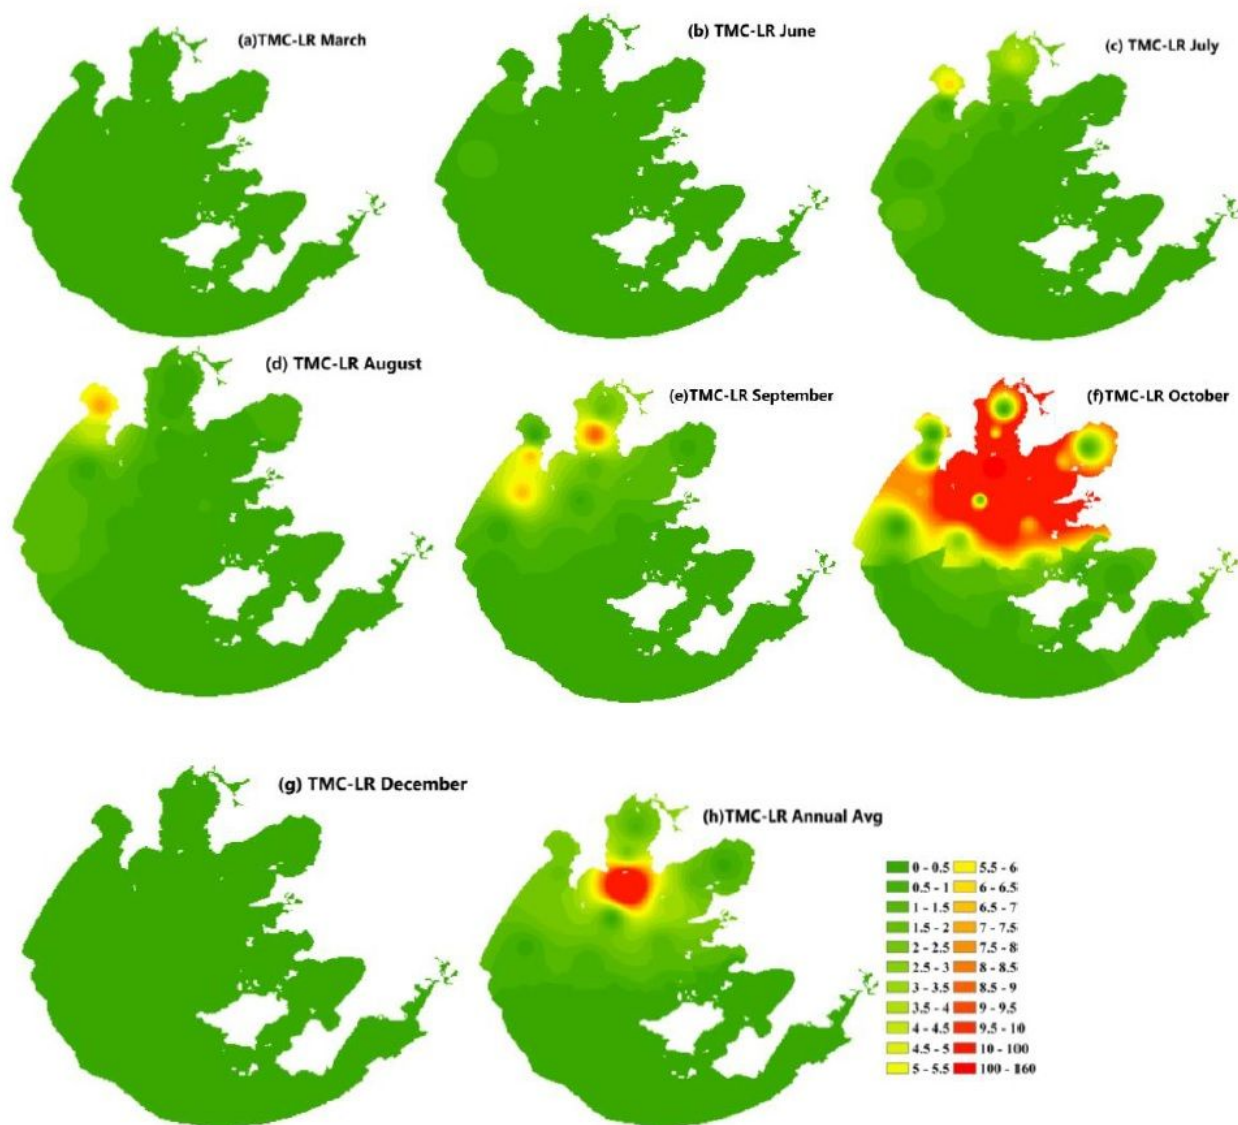 (a)TMC-LR March
(b) TMC-LR June
(c) TMC-LR July
(d) TMC-LR August
(e)TMC-LR September
(f)TMC-LR October
(g) TMC-LR December
(h)TMC-LR Annual Avg
0 - 0.5
0.5 - 1
1 - 1.5
1.5 - 2
2 - 2.5
2.5 - 3
3 - 3.5
3.5 - 4
4 - 4.5
4.5 - 5
5 - 5.5
5.5 - 6
6 - 6.5
6.5 - 7
7 - 7.5
7.5 - 8
8 - 8.5
8.5 - 9
9 - 9.5
9.5 - 10
10 - 100
100 - 160